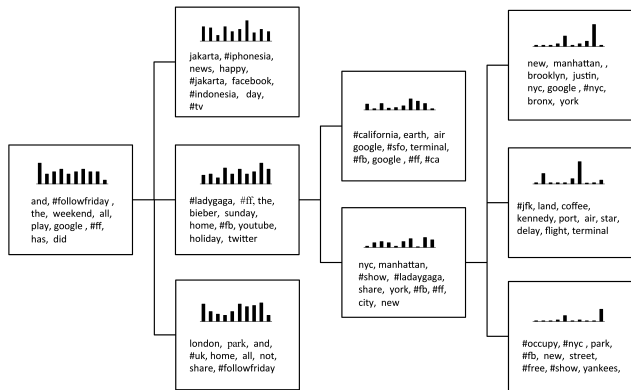 and, #followfriday ,
the, weekend, all,
play, google , #ff,
has, did
jakarta, #iphonesia,
news, happy,
#jakarta, facebook,
#indonesia, day,
#tv
#ladygaga, #ff, the,
bieber, sunday,
home, #fb, youtube,
holiday, twitter
london, park, and,
#uk, home, all, not,
share, #followfriday
#california, earth, air
google, #sfo, terminal,
#fb, google , #ff, #ca
nyc, manhattan,
#show, #ladaygaga,
share, york, #fb, #ff,
city, new
new, manhattan, ,
brooklyn, justin,
nyc, google , #nyc,
bronx, york
#jfk, land, coffee,
kennedy, port, air, star,
delay, flight, terminal
#occupy, #nyc , park,
#fb, new, street,
#free, #show, yankees,